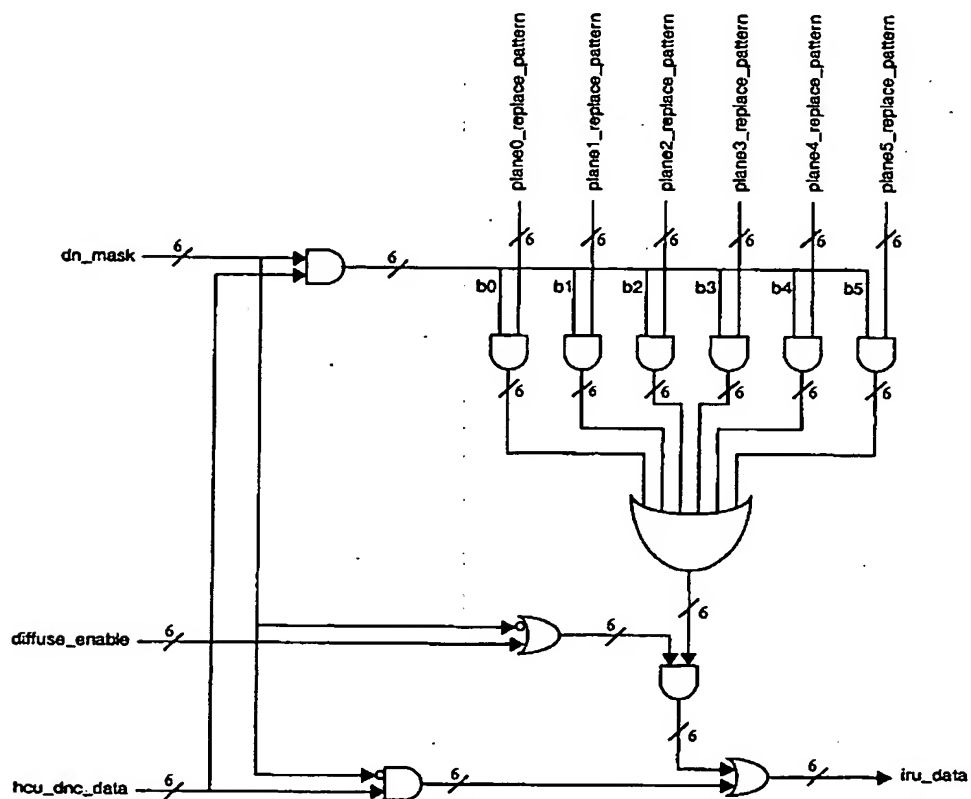 plane0_replace_pattern
plane1_replace_pattern
plane2_replace_pattern
plane3_replace_pattern
plane4_replace_pattern
plane5_replace_pattern
6
6
6
6
6
6
dn_mask
6
6
b0
b1
b2
b3
b4
b5
6
6
6
6
6
6
6
diffuse_enable
6
6
6
hcu_dnc_data
6
6
6
iru_data